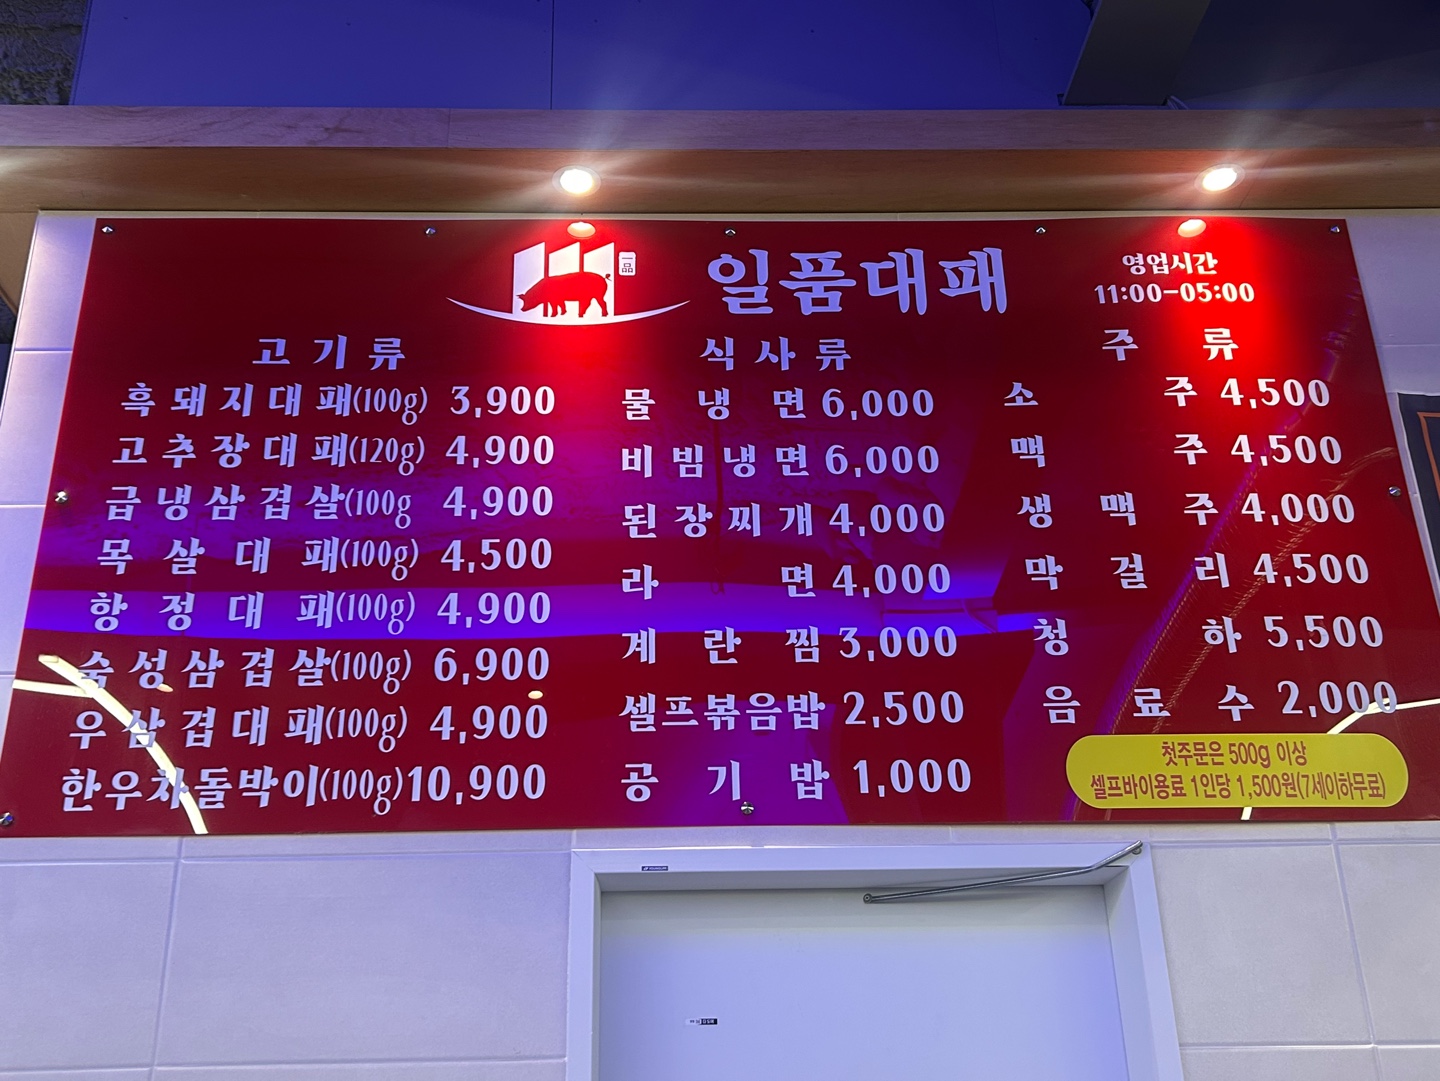 一品
일품대패
영업시간
11:00-05:00
고기류
흑돼지대패(100g) 3,900
고추장대패(120g) 4,900
급냉삼겹살(100g 4,900
목살대패(100g) 4,500
항정대패(100g) 4,900
숙성삼겹살(100g) 6,900
우삼겹대패(100g) 4,900
한우차돌박이(100g)10,900
식사류
물냉면 6,000
비빔냉면 6,000
된장찌개 4,000
라면 4,000
계란찜 3,000
셀프볶음밥 2,500
공기밥 1,000
주류
소주 4,500
맥주 4,500
생맥주 4,000
막걸리 4,500
청하 5,500
음료수 2,000
첫주문은 500g 이상
셀프바이용료 1인당 1,500원(7세이하무료)